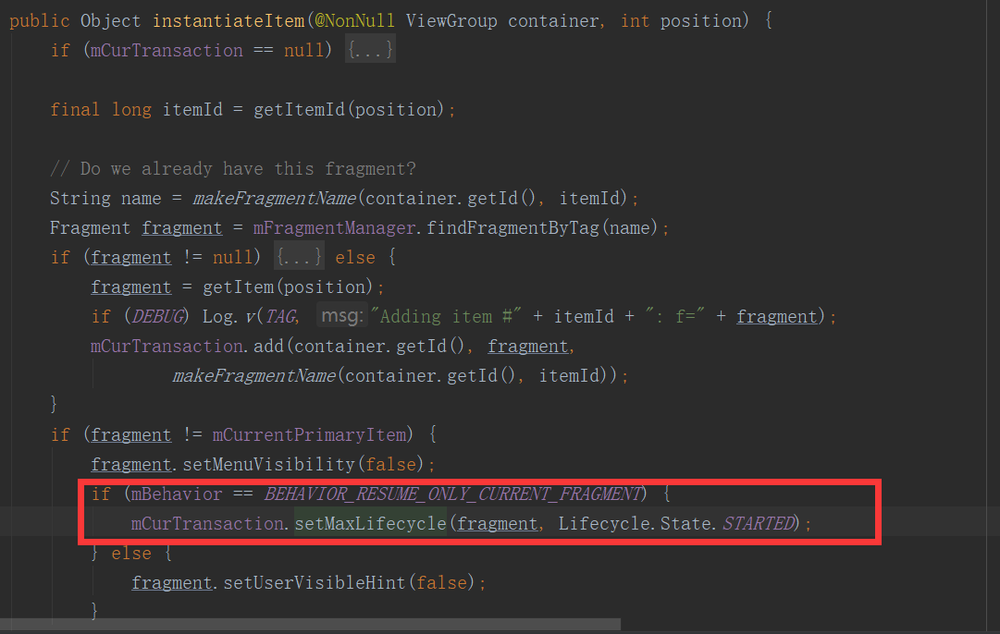 public Object instantiateItem(@NonNull ViewGroup container, int position) {
if (mCurTransaction == null) {...}
final long itemId = getItemId(position);
// Do we already have this fragment?
String name = makeFragmentName(container.getId(), itemId);
Fragment fragment = mFragmentManager.findFragmentByTag(name);
if (fragment != null) {...} else {
fragment = getItem(position);
if (DEBUG) Log.v(TAG, msg: "Adding item #" + itemId + ": f=" + fragment);
mCurTransaction.add(container.getId(), fragment,
makeFragmentName(container.getId(), itemId));
}
if (fragment != mCurrentPrimaryItem) {
fragment.setMenuVisibility(false);
if (mBehavior == BEHAVIOR_RESUME_ONLY_CURRENT_FRAGMENT) {
mCurTransaction.setMaxLifecycle(fragment, Lifecycle.State.STARTED);
} else {
fragment.setUserVisibleHint(false);
}